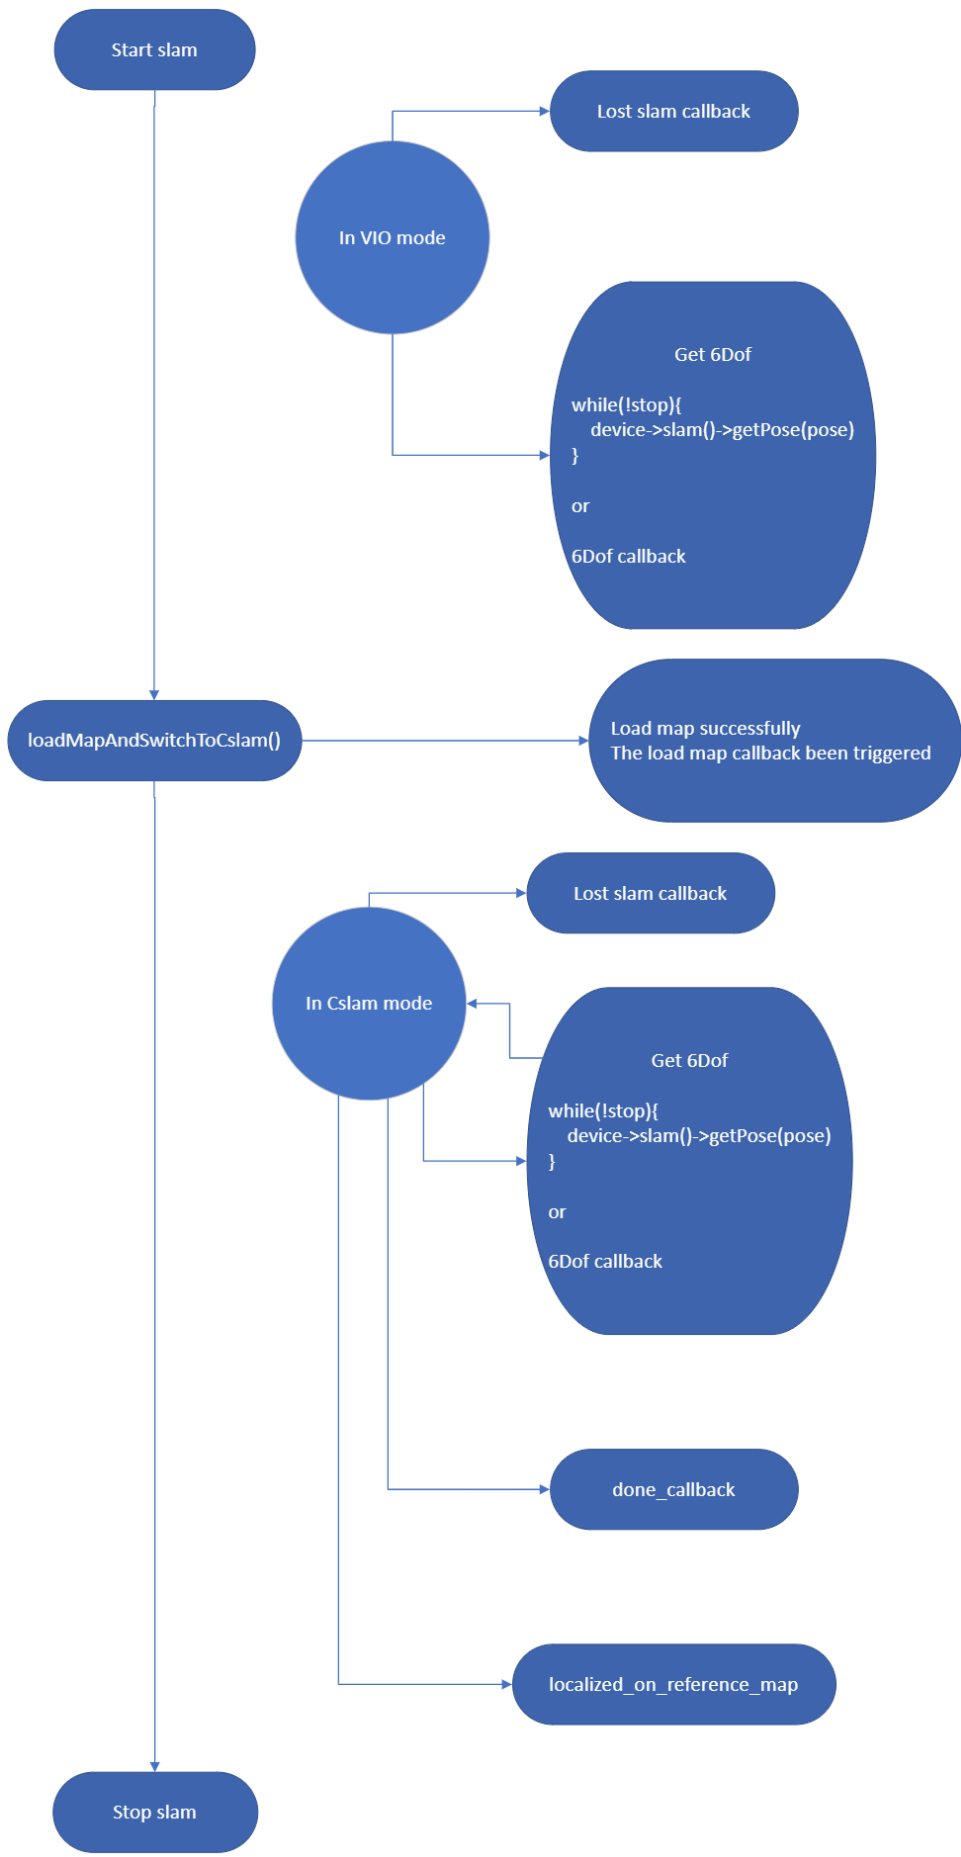 Start slam
Lost slam callback
In VIO mode
Get 6Dof
while(!stop){
device->slam()->getPose(pose)
}
or
6Dof callback
loadMapAndSwitchToCslam()
Load map successfully
The load map callback been triggered
Lost slam callback
In Cslam mode
Get 6Dof
while(!stop){
device->slam()->getPose(pose)
}
or
6Dof callback
done_callback
localized_on_reference_map
Stop slam